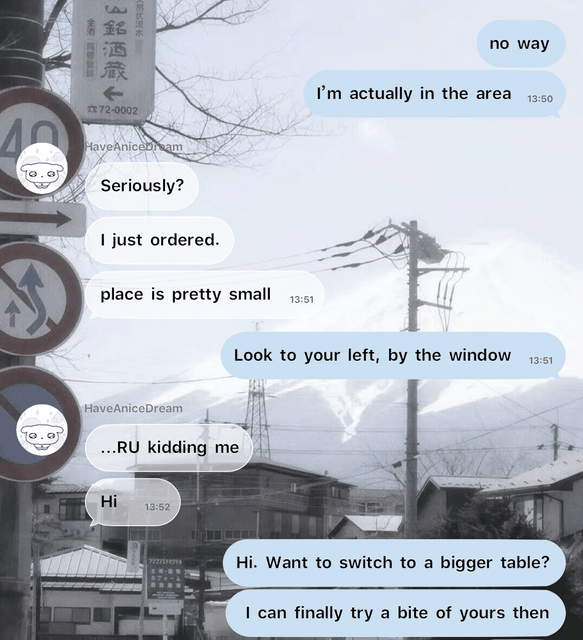 山銘酒蔵
☎72-0002
40
no way
I'm actually in the area
13:50
HaveAniceDream
Seriously?
I just ordered.
place is pretty small
13:51
Look to your left, by the window
13:51
HaveAniceDream
...RU kidding me
Hi
13:52
Hi. Want to switch to a bigger table?
I can finally try a bite of yours then